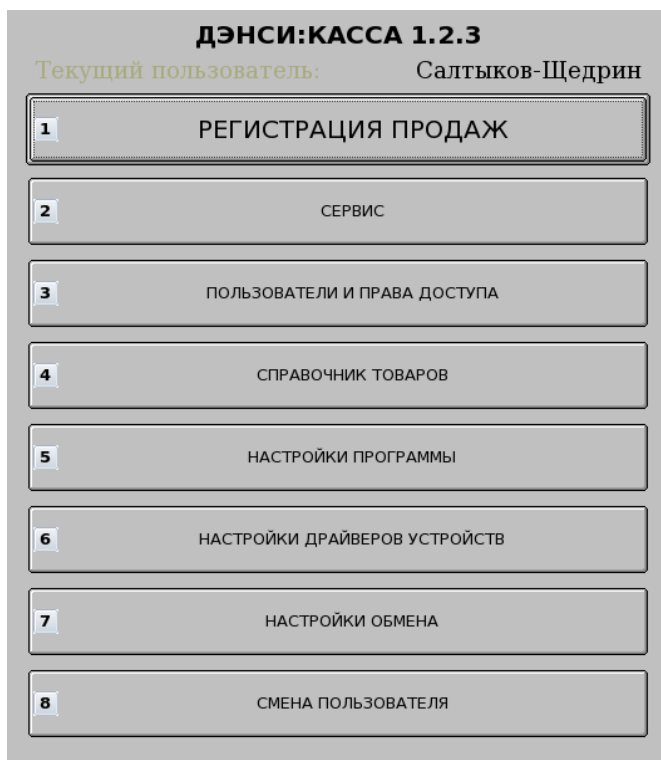 ДЭНСИ:КАССА 1.2.3
Текущий пользователь: Салтыков-Щедрин
1 РЕГИСТРАЦИЯ ПРОДАЖ
2 СЕРВИС
3 ПОЛЬЗОВАТЕЛИ И ПРАВА ДОСТУПА
4 СПРАВОЧНИК ТОВАРОВ
5 НАСТРОЙКИ ПРОГРАММЫ
6 НАСТРОЙКИ ДРАЙВЕРОВ УСТРОЙСТВ
7 НАСТРОЙКИ ОБМЕНА
8 СМЕНА ПОЛЬЗОВАТЕЛЯ